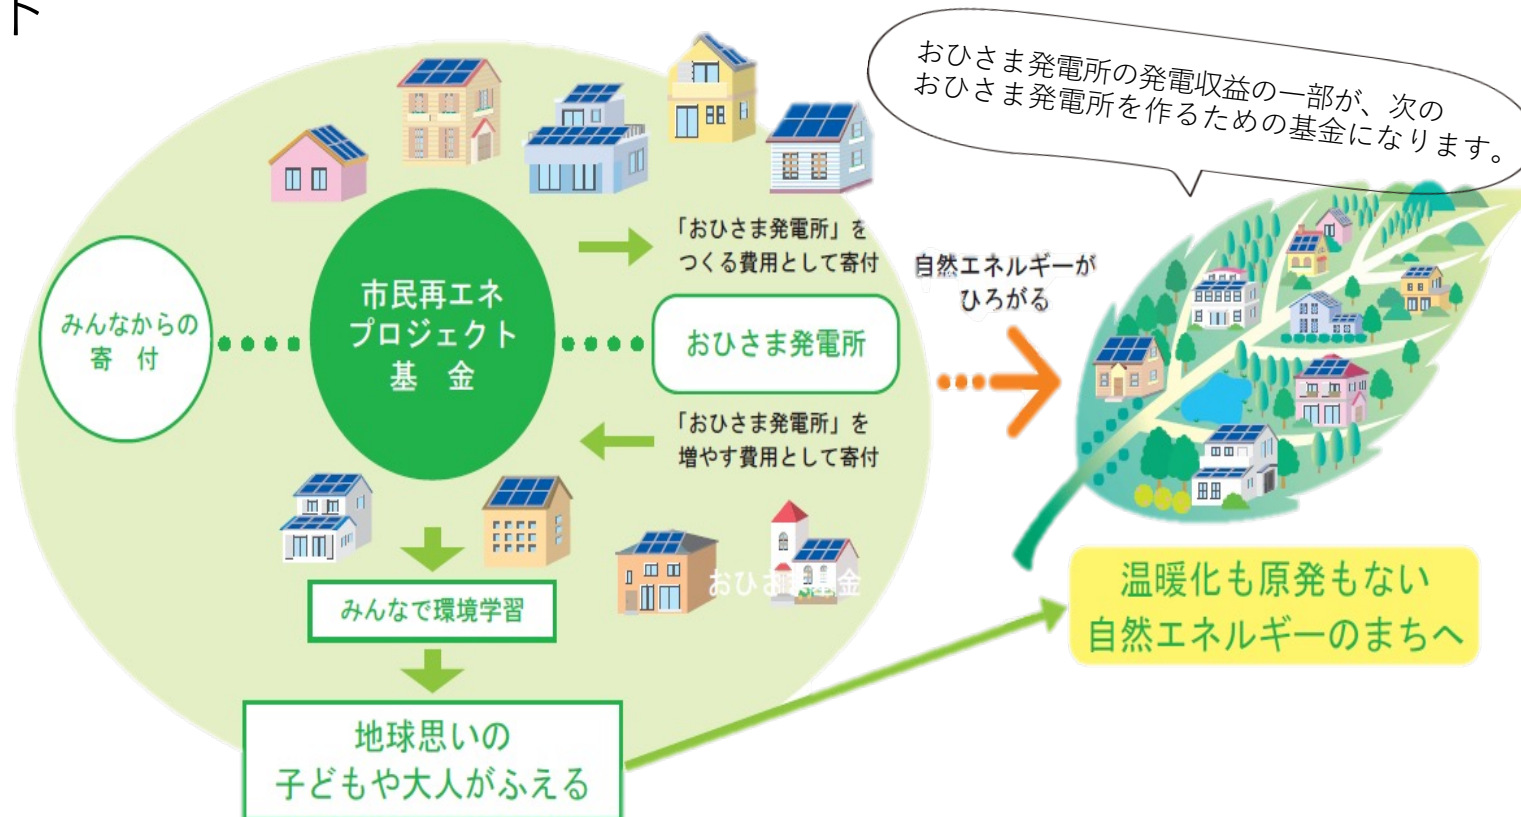 ト
おひさま発電所の発電収益の一部が、次の
おひさま発電所を作るための基金になります。
「おひさま発電所」を
つくる費用として寄付
自然エネルギーが
ひろがる
みんなからの
寄　付
市民再エネ
プロジェクト
基　金
おひさま発電所
「おひさま発電所」を
増やす費用として寄付
みんなで環境学習
地球思いの
子どもや大人がふえる
温暖化も原発もない
自然エネルギーのまちへ